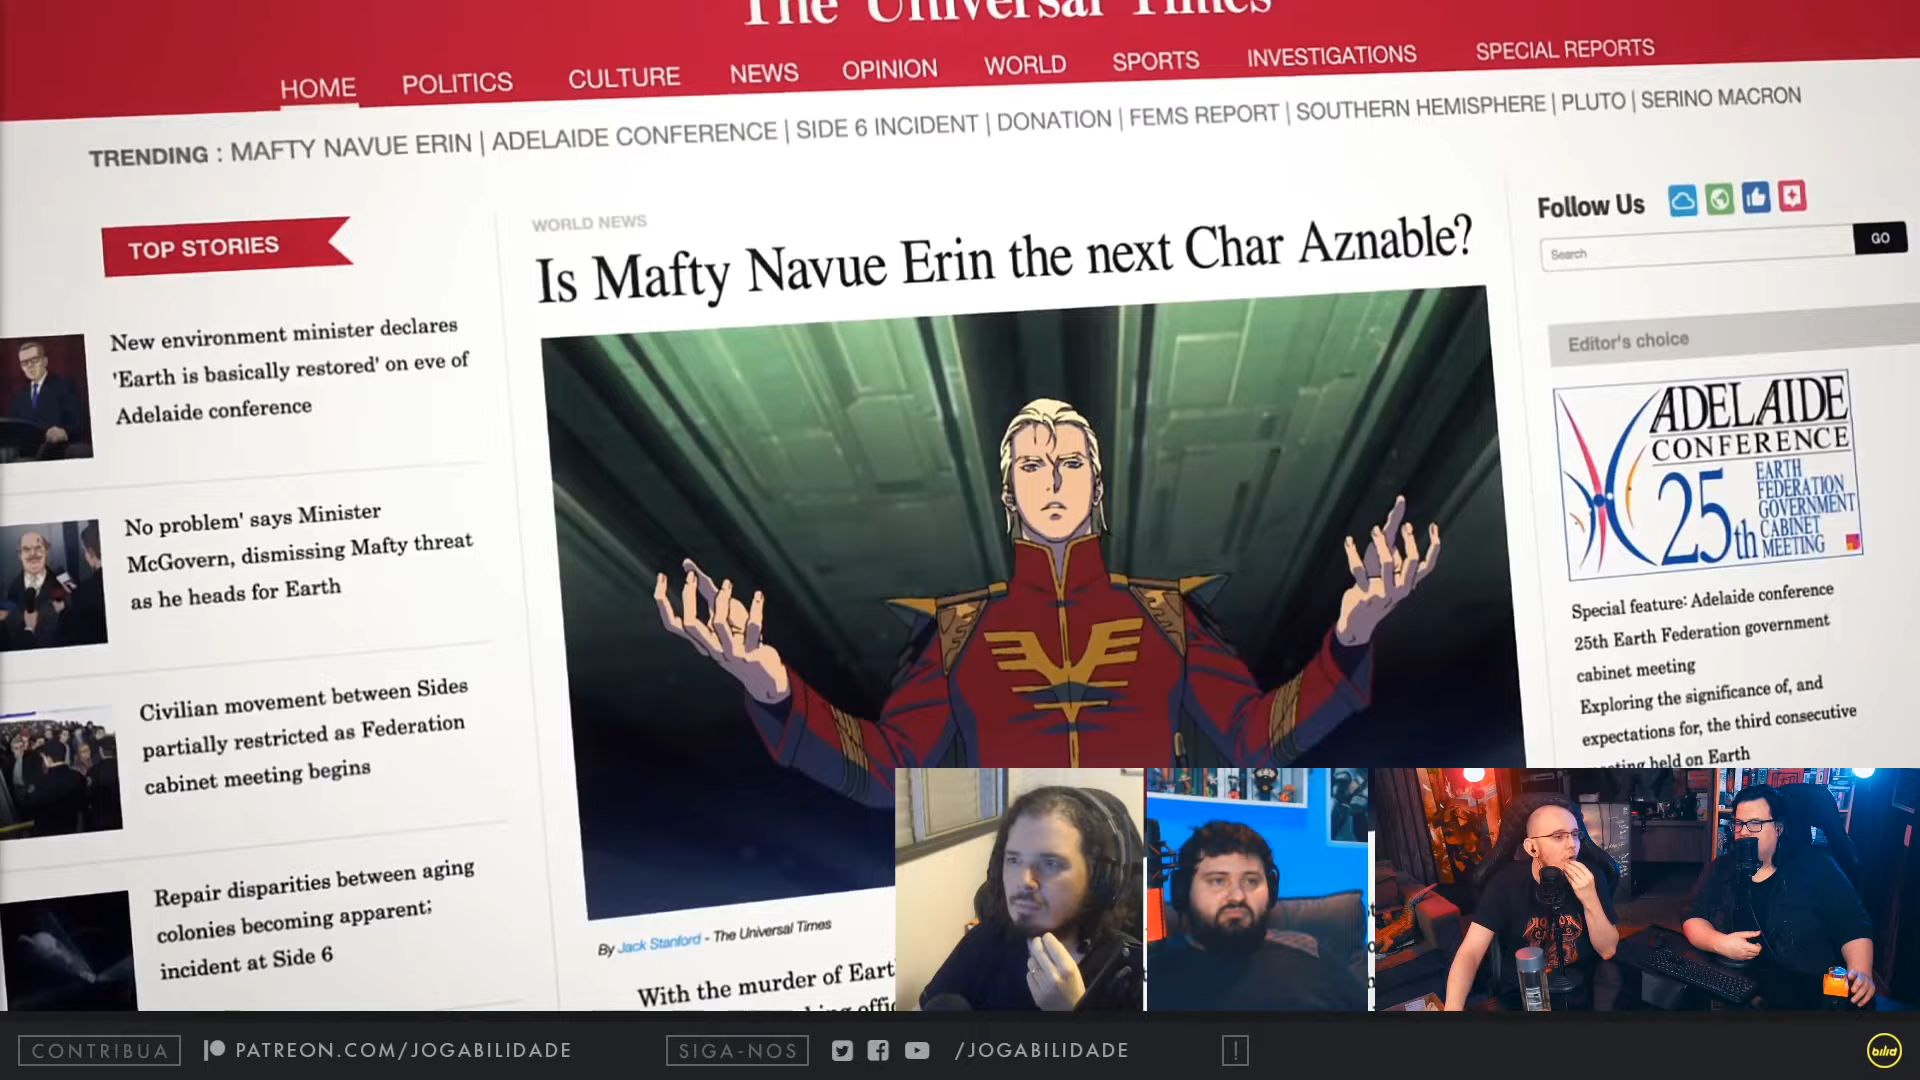 The Universal Times
HOME POLITICS CULTURE NEWS OPINION WORLD SPORTS INVESTIGATIONS SPECIAL REPORTS
TRENDING : MAFTY NAVUE ERIN | ADELAIDE CONFERENCE | SIDE 6 INCIDENT | DONATION | FEMS REPORT | SOUTHERN HEMISPHERE | PLUTO | SERINO MACRON
TOP STORIES
New environment minister declares
'Earth is basically restored' on eve of
Adelaide conference
No problem' says Minister
McGovern, dismissing Mafty threat
as he heads for Earth
Civilian movement between Sides
partially restricted as Federation
cabinet meeting begins
Repair disparities between aging
colonies becoming apparent;
incident at Side 6
WORLD NEWS
Is Mafty Navue Erin the next Char Aznable?
By Jack Stanford - The Universal Times
With the murder of Eart
Follow Us
Search
GO
Editor's choice
ADELAIDE
CONFERENCE
25th
EARTH
FEDERATION
GOVERNMENT
CABINET
MEETING
Special feature: Adelaide conference
25th Earth Federation government
cabinet meeting
Exploring the significance of, and
expectations for, the third consecutive
held on Earth
CONTRIBUA PATREON.COM/JOGABILIDADE SIGA-NOS /JOGABILIDADE !